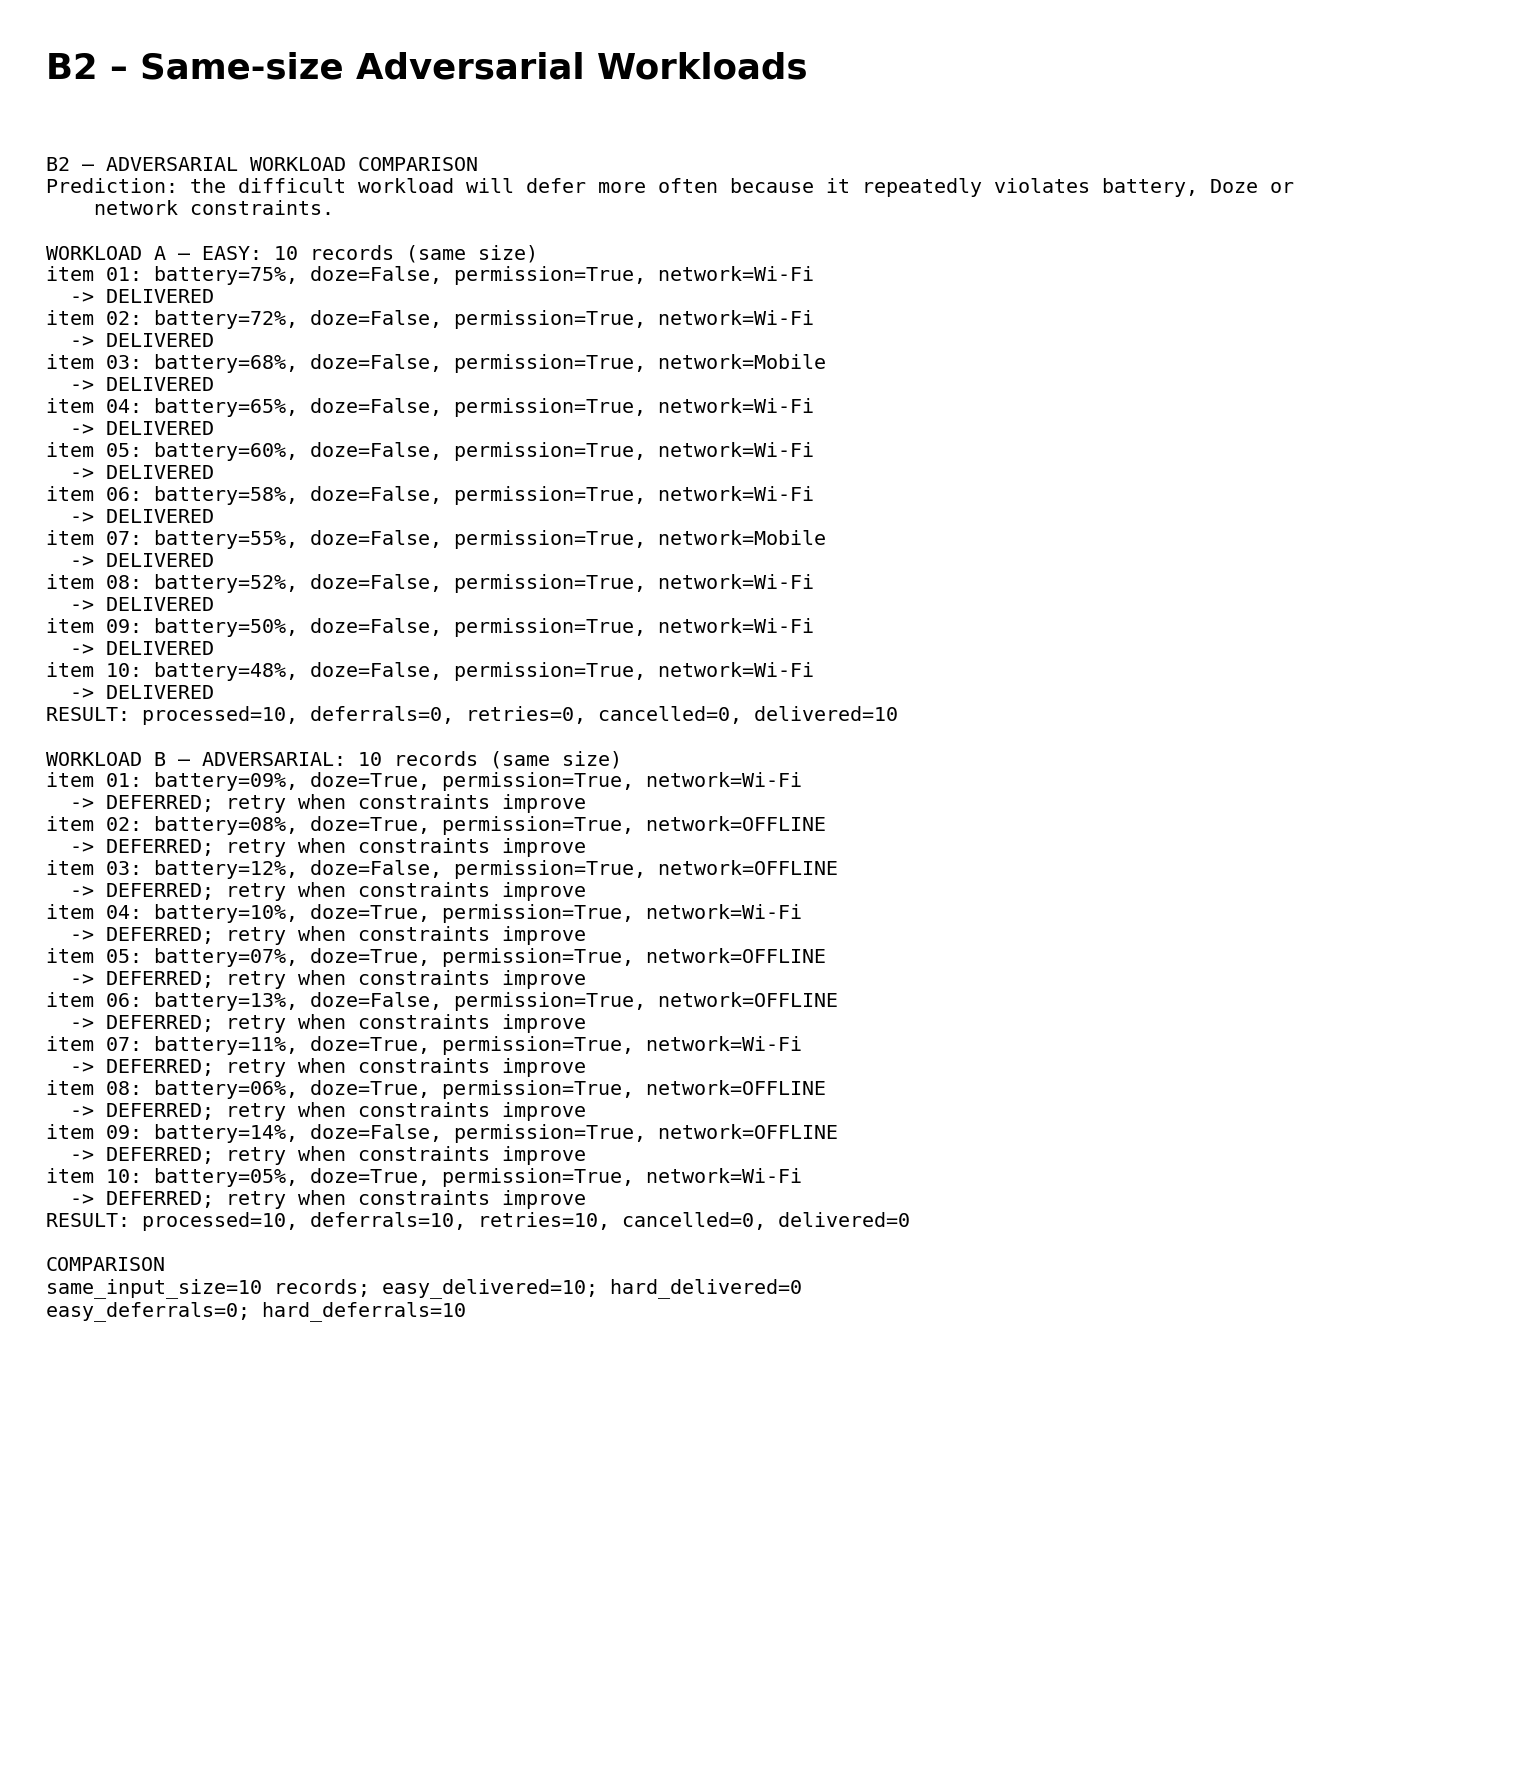 B2 – Same-size Adversarial Workloads
B2 — ADVERSARIAL WORKLOAD COMPARISON
Prediction: the difficult workload will defer more often because it repeatedly violates battery, Doze or
network constraints.
WORKLOAD A — EASY: 10 records (same size)
item 01: battery=75%, doze=False, permission=True, network=Wi-Fi
-> DELIVERED
item 02: battery=72%, doze=False, permission=True, network=Wi-Fi
-> DELIVERED
item 03: battery=68%, doze=False, permission=True, network=Mobile
-> DELIVERED
item 04: battery=65%, doze=False, permission=True, network=Wi-Fi
-> DELIVERED
item 05: battery=60%, doze=False, permission=True, network=Wi-Fi
-> DELIVERED
item 06: battery=58%, doze=False, permission=True, network=Wi-Fi
-> DELIVERED
item 07: battery=55%, doze=False, permission=True, network=Mobile
-> DELIVERED
item 08: battery=52%, doze=False, permission=True, network=Wi-Fi
-> DELIVERED
item 09: battery=50%, doze=False, permission=True, network=Wi-Fi
-> DELIVERED
item 10: battery=48%, doze=False, permission=True, network=Wi-Fi
-> DELIVERED
RESULT: processed=10, deferrals=0, retries=0, cancelled=0, delivered=10
WORKLOAD B — ADVERSARIAL: 10 records (same size)
item 01: battery=09%, doze=True, permission=True, network=Wi-Fi
-> DEFERRED; retry when constraints improve
item 02: battery=08%, doze=True, permission=True, network=OFFLINE
-> DEFERRED; retry when constraints improve
item 03: battery=12%, doze=False, permission=True, network=OFFLINE
-> DEFERRED; retry when constraints improve
item 04: battery=10%, doze=True, permission=True, network=Wi-Fi
-> DEFERRED; retry when constraints improve
item 05: battery=07%, doze=True, permission=True, network=OFFLINE
-> DEFERRED; retry when constraints improve
item 06: battery=13%, doze=False, permission=True, network=OFFLINE
-> DEFERRED; retry when constraints improve
item 07: battery=11%, doze=True, permission=True, network=Wi-Fi
-> DEFERRED; retry when constraints improve
item 08: battery=06%, doze=True, permission=True, network=OFFLINE
-> DEFERRED; retry when constraints improve
item 09: battery=14%, doze=False, permission=True, network=OFFLINE
-> DEFERRED; retry when constraints improve
item 10: battery=05%, doze=True, permission=True, network=Wi-Fi
-> DEFERRED; retry when constraints improve
RESULT: processed=10, deferrals=10, retries=10, cancelled=0, delivered=0
COMPARISON
same_input_size=10 records; easy_delivered=10; hard_delivered=0
easy_deferrals=0; hard_deferrals=10